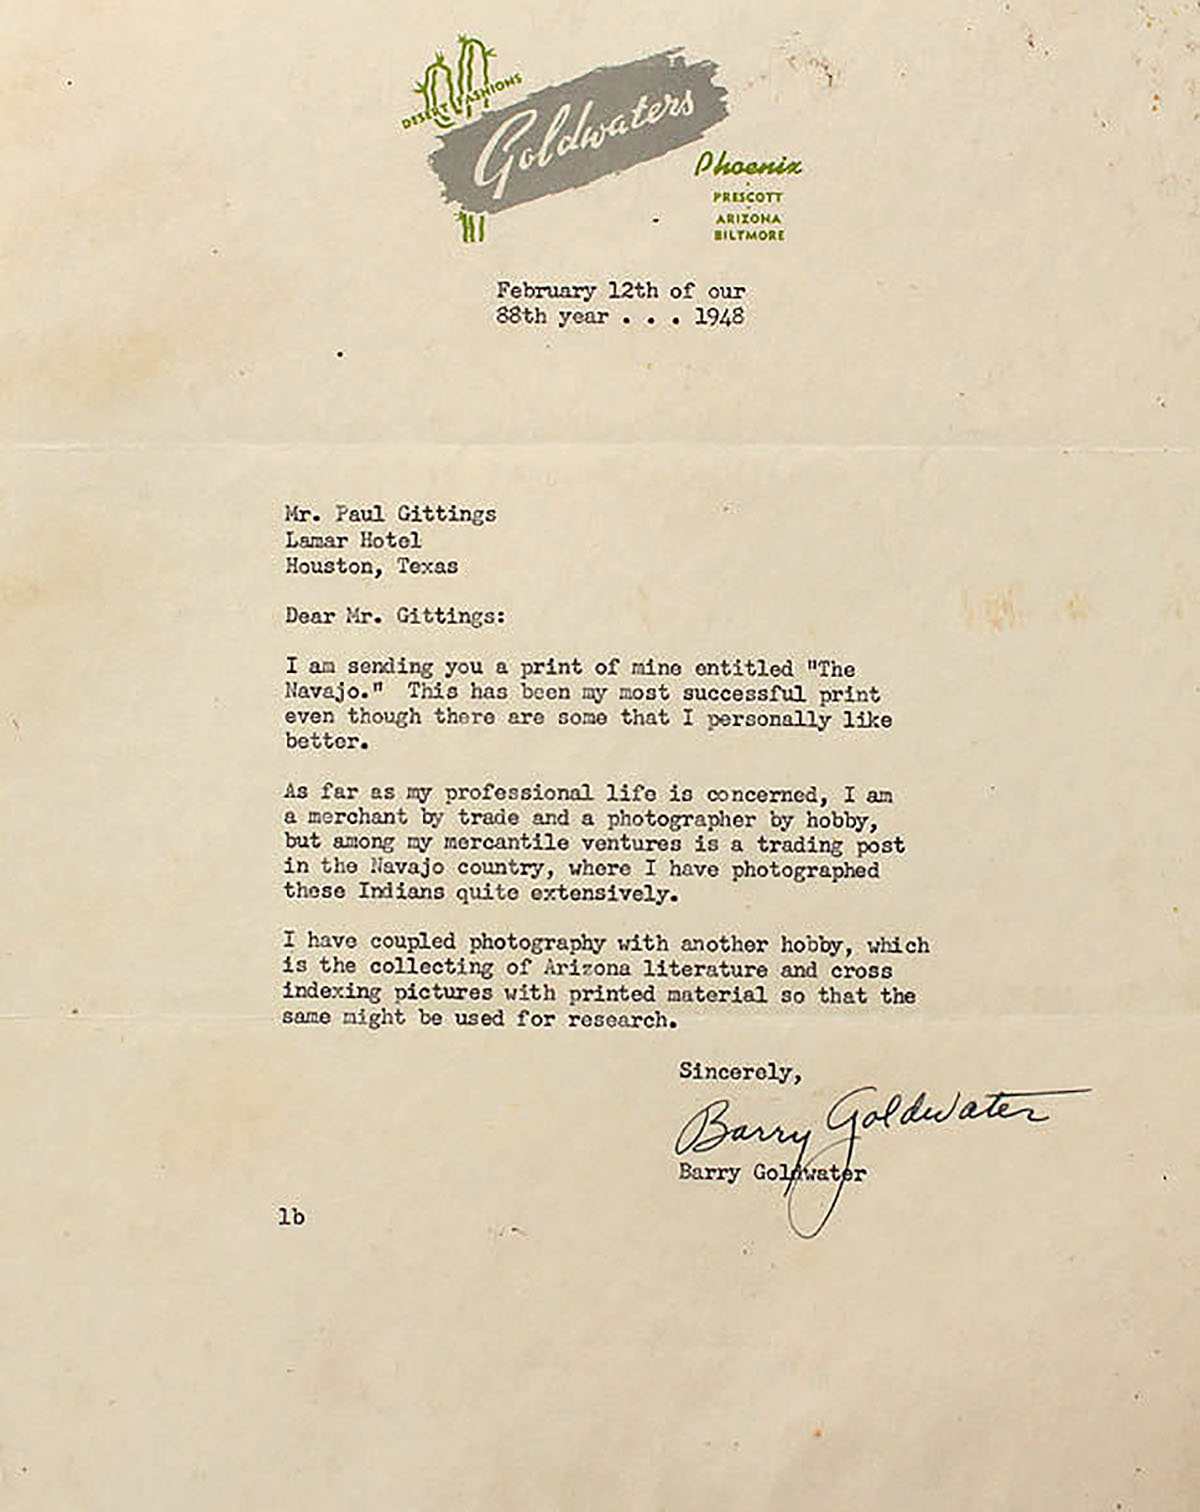 DESERT FASHIONS
Goldwaters
Phoenix
PRESCOTT
ARIZONA
BILTMORE
February 12th of our
88th year . . . 1948
Mr. Paul Gittings
Lamar Hotel
Houston, Texas
Dear Mr. Gittings:
I am sending you a print of mine entitled "The
Navajo."  This has been my most successful print
even though there are some that I personally like
better.
As far as my professional life is concerned, I am
a merchant by trade and a photographer by hobby,
but among my mercantile ventures is a trading post
in the Navajo country, where I have photographed
these Indians quite extensively.
I have coupled photography with another hobby, which
is the collecting of Arizona literature and cross
indexing pictures with printed material so that the
same might be used for research.
Sincerely,
Barry Goldwater
Barry Goldwater
lb